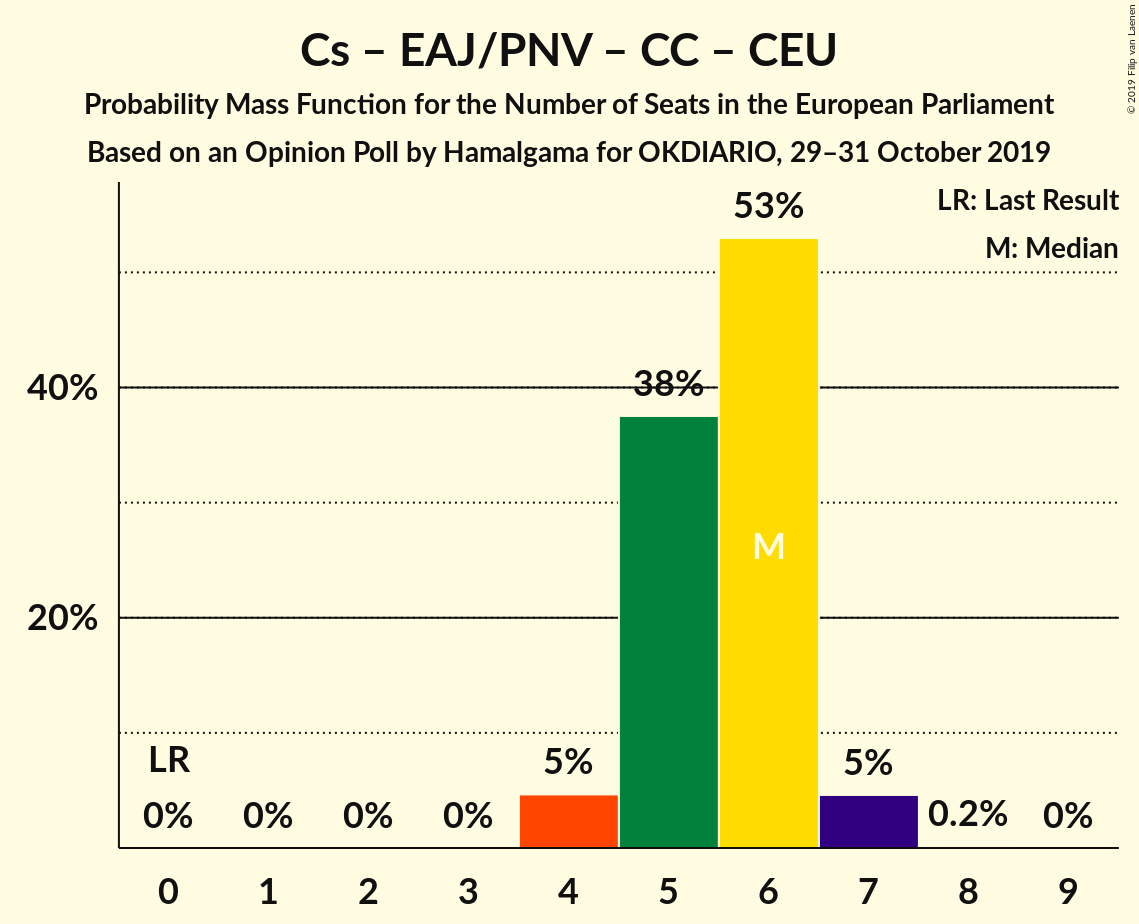 Cs – EAJ/PNV – CC – CEU
Probability Mass Function for the Number of Seats in the European Parliament
Based on an Opinion Poll by Hamalgama for OKDIARIO, 29–31 October 2019
© 2019 Filip van Laenen
LR: Last Result
M: Median
53%
40%
38%
M
20%
LR
5%
5%
0%
0%
0%
0%
0.2%
0%
0 1 2 3 4 5 6 7 8 9